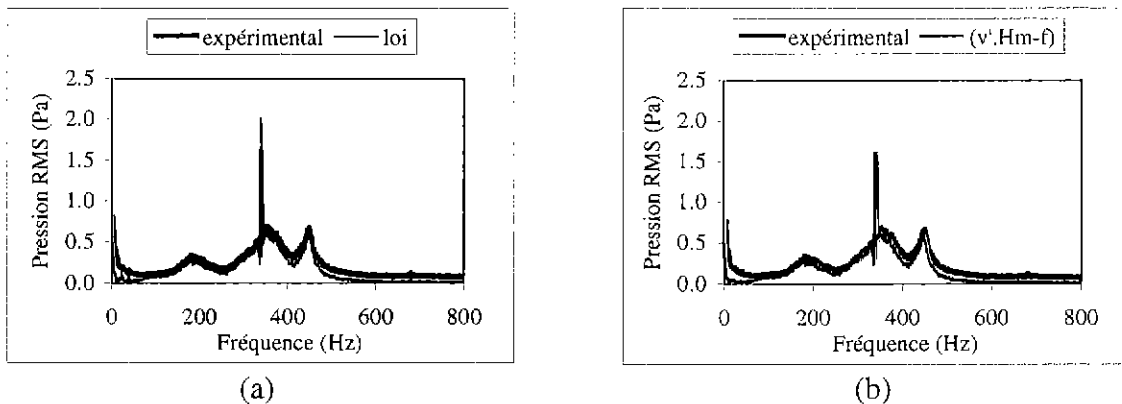 expérimental loi
2.5
2.0
1.5
1.0
0.5
0.0
Pression RMS (Pa)
0 200 400 600 800
Fréquence (Hz)
(a)
expérimental (v'.Hm-f)
2.5
2.0
1.5
1.0
0.5
0.0
Pression RMS (Pa)
0 200 400 600 800
Fréquence (Hz)
(b)